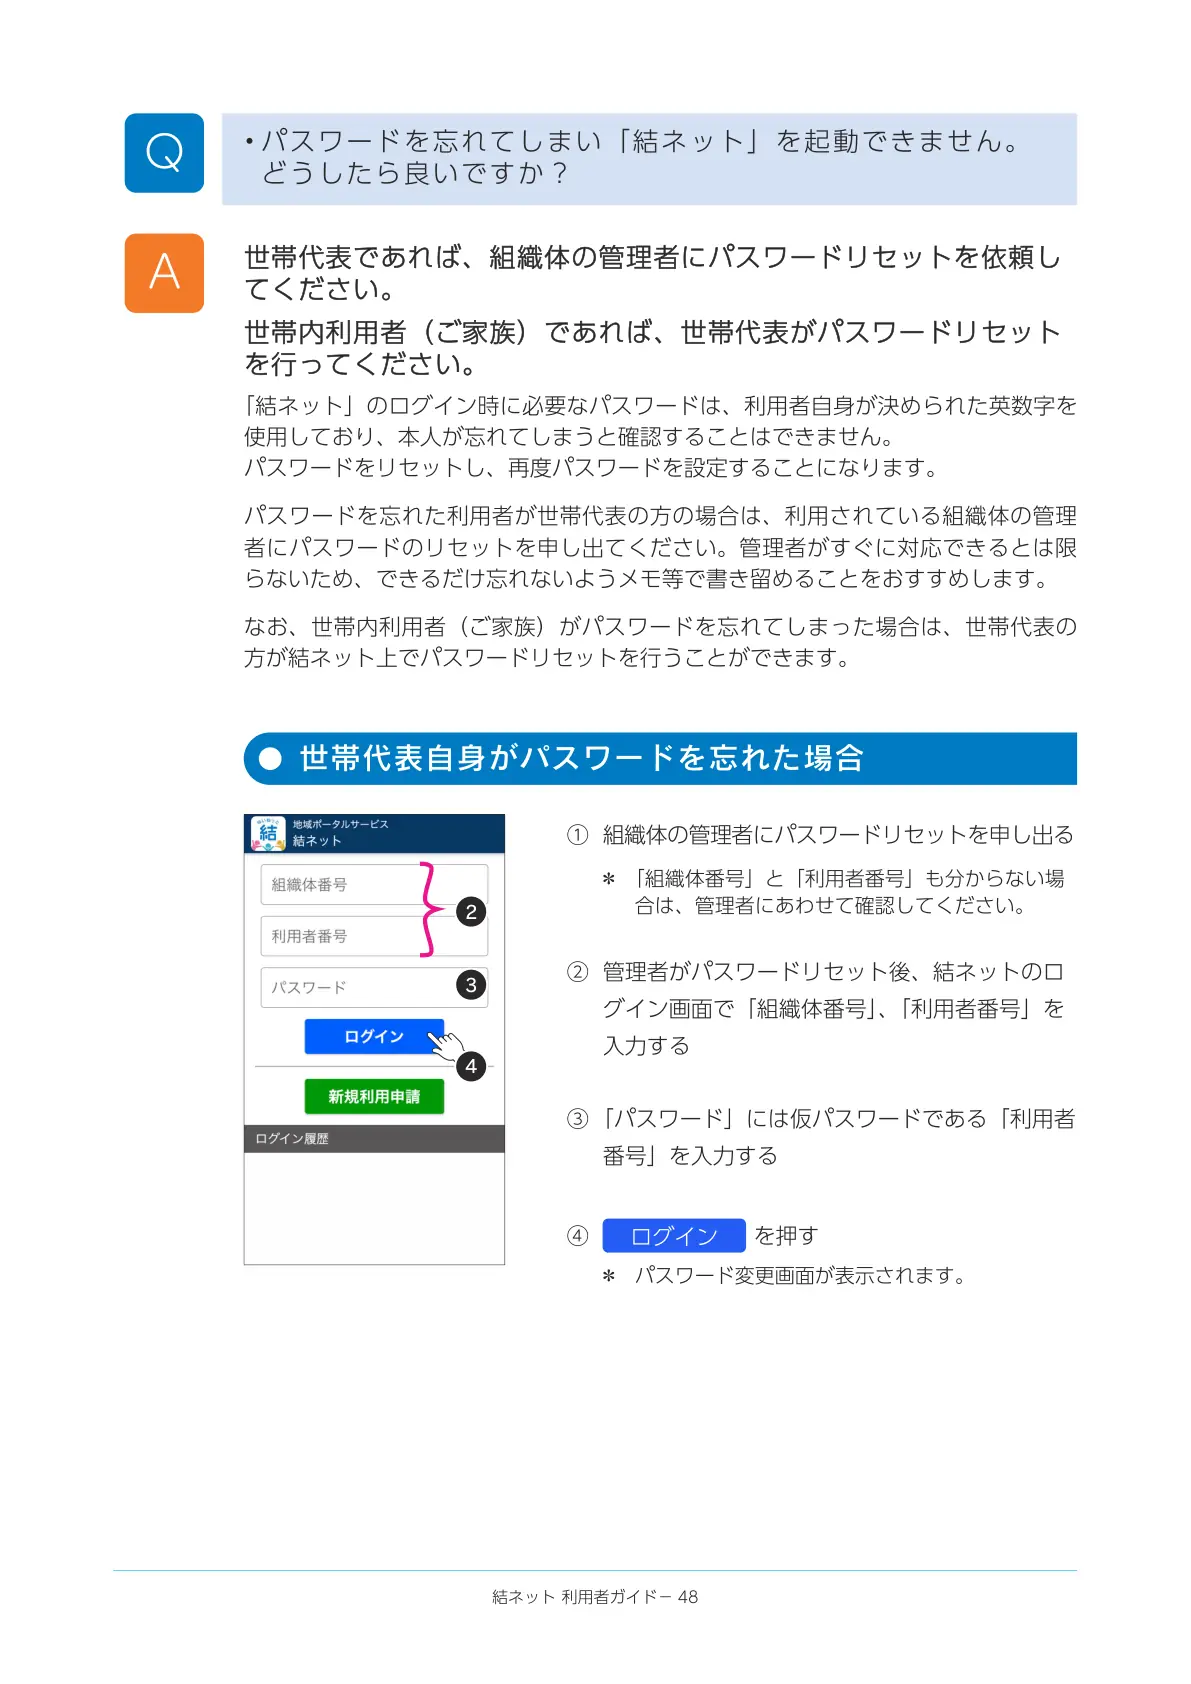 Q
・パスワードを忘れてしまい「結ネット」を起動できません。
どうしたら良いですか？
A
世帯代表であれば、組織体の管理者にパスワードリセットを依頼し
てください。
世帯内利用者（ご家族）であれば、世帯代表がパスワードリセット
を行ってください。
「結ネット」のログイン時に必要なパスワードは、利用者自身が決められた英数字を
使用しており、本人が忘れてしまうと確認することはできません。
パスワードをリセットし、再度パスワードを設定することになります。
パスワードを忘れた利用者が世帯代表の方の場合は、利用されている組織体の管理
者にパスワードのリセットを申し出てください。管理者がすぐに対応できるとは限
らないため、できるだけ忘れないようメモ等で書き留めることをおすすめします。
なお、世帯内利用者（ご家族）がパスワードを忘れてしまった場合は、世帯代表の
方が結ネット上でパスワードリセットを行うことができます。
● 世帯代表自身がパスワードを忘れた場合
ゆいねっと
結
地域ポータルサービス
結ネット
組織体番号
2
利用者番号
パスワード
3
ログイン
4
新規利用申請
ログイン履歴
① 組織体の管理者にパスワードリセットを申し出る
＊ 「組織体番号」と「利用者番号」も分からない場
合は、管理者にあわせて確認してください。
② 管理者がパスワードリセット後、結ネットのロ
グイン画面で「組織体番号」、「利用者番号」を
入力する
③ 「パスワード」には仮パスワードである「利用者
番号」を入力する
④ ログイン を押す
＊ パスワード変更画面が表示されます。
結ネット 利用者ガイド− 48